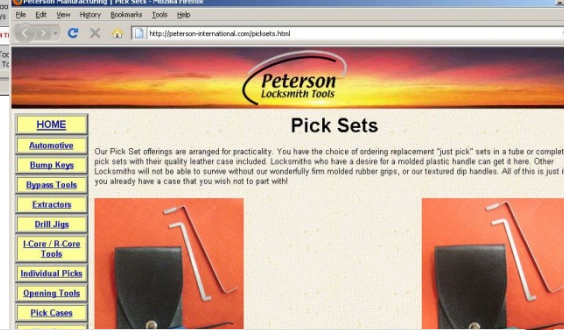 Peterson Manufacturing | Pick Sets - Mozilla Firefox
File Edit View History Bookmarks Tools Help
http://peterson-international.com/picksets.html
Peterson
Locksmith Tools
HOME
Automotive
Bump Keys
Bypass Tools
Extractors
Drill Jigs
I-Core / R-Core
Tools
Individual Picks
Opening Tools
Pick Cases
Pick Sets
Our Pick Set offerings are arranged for practicality. You have the choice of ordering replacement "just pick" sets in a tube or complet
pick sets with their quality leather case included. Locksmiths who have a desire for a molded plastic handle can get it here. Other
Locksmiths will not be able to survive without our wonderfully firm molded rubber grips, or our textured dip handles. All of this is just i
you already have a case that you wish not to part with!